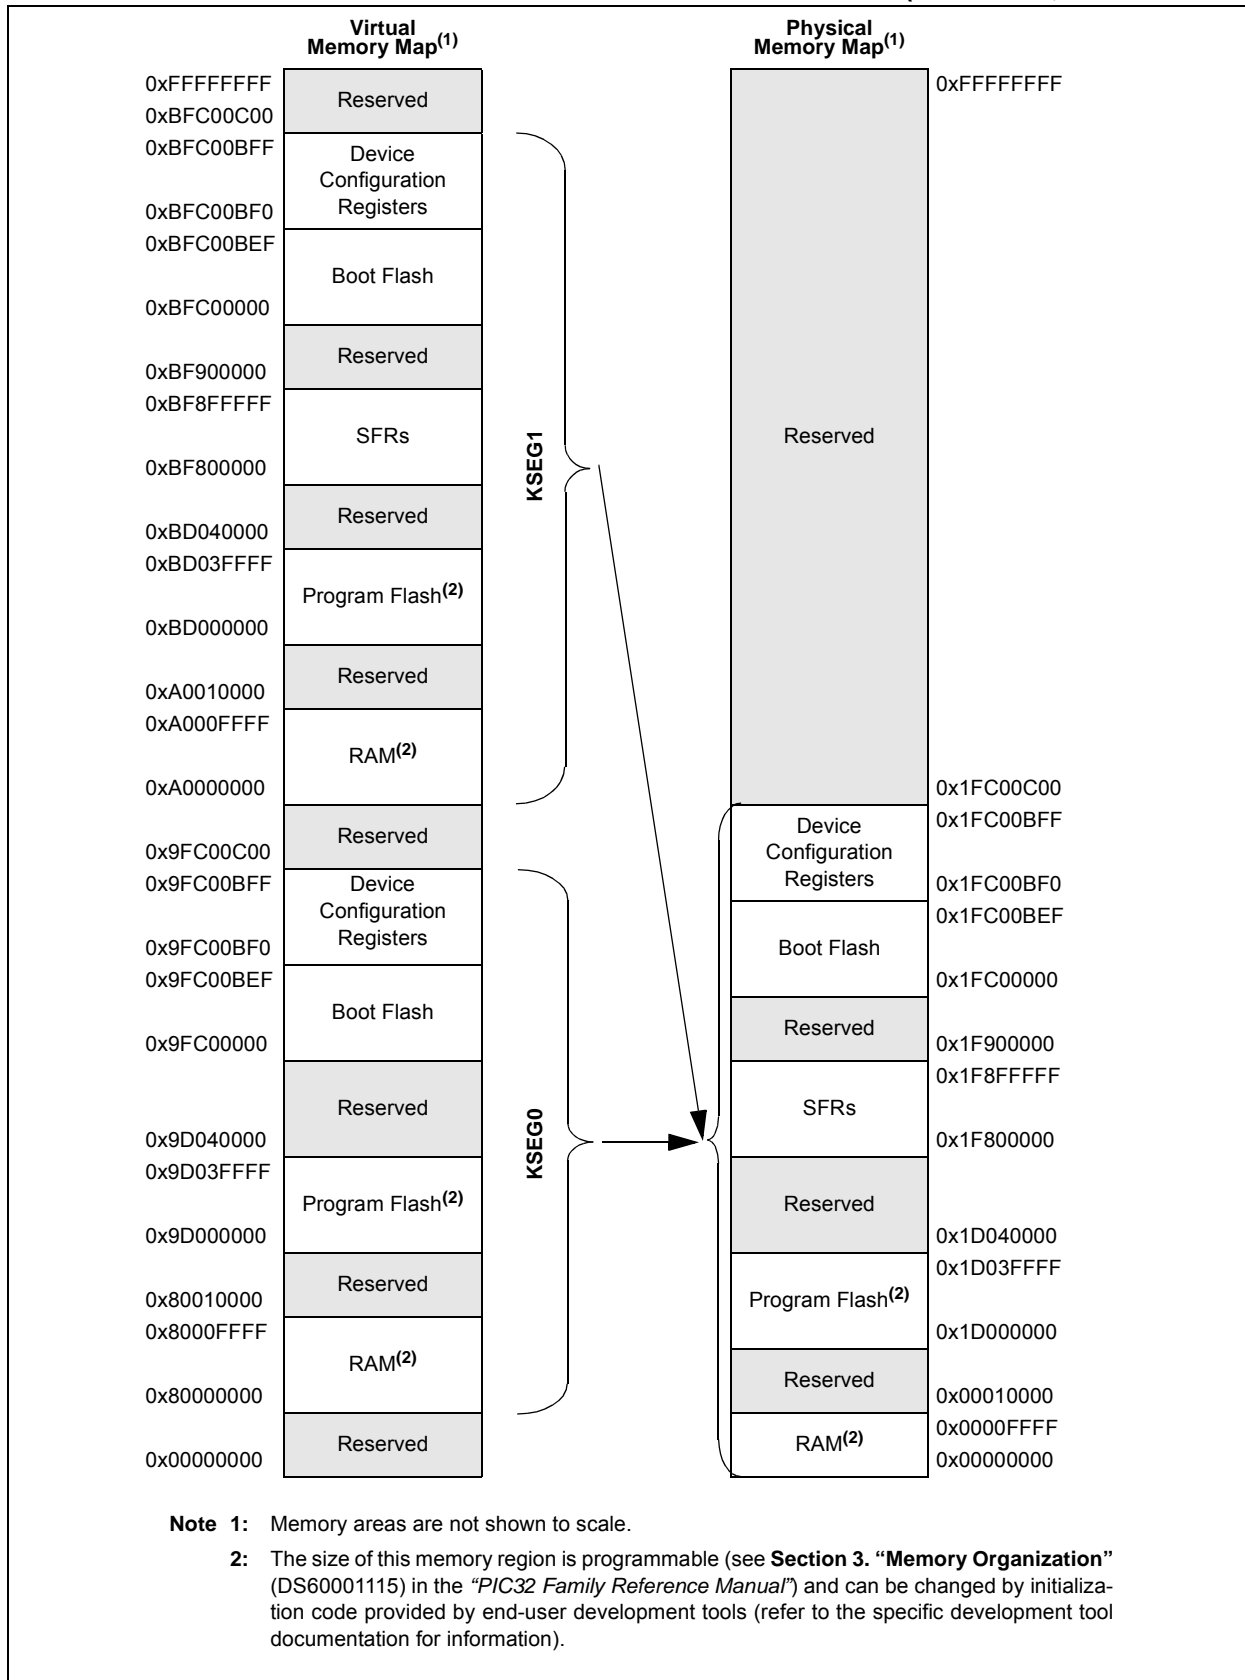 Virtual
Memory Map(1)
Physical
Memory Map(1)
0xFFFFFFFF
Reserved
0xBFC00C00
0xBFC00BFF
Device
Configuration
Registers
0xBFC00BF0
0xBFC00BEF
Boot Flash
0xBFC00000
Reserved
0xBF900000
0xBF8FFFFF
SFRs
0xBF800000
Reserved
0xBD040000
0xBD03FFFF
Program Flash(2)
0xBD000000
Reserved
0xA0010000
0xA000FFFF
RAM(2)
0xA0000000
Reserved
0x9FC00C00
0x9FC00BFF
Device
Configuration
Registers
0x9FC00BF0
0x9FC00BEF
Boot Flash
0x9FC00000
Reserved
0x9D040000
0x9D03FFFF
Program Flash(2)
0x9D000000
Reserved
0x80010000
0x8000FFFF
RAM(2)
0x80000000
Reserved
0x00000000
KSEG1
KSEG0
0xFFFFFFFF
Reserved
0x1FC00C00
0x1FC00BFF
Device
Configuration
Registers
0x1FC00BF0
0x1FC00BEF
Boot Flash
0x1FC00000
Reserved
0x1F900000
0x1F8FFFFF
SFRs
0x1F800000
Reserved
0x1D040000
0x1D03FFFF
Program Flash(2)
0x1D000000
Reserved
0x00010000
0x0000FFFF
RAM(2)
0x00000000
Note 1: Memory areas are not shown to scale.
2: The size of this memory region is programmable (see Section 3. “Memory Organization”
(DS60001115) in the “PIC32 Family Reference Manual”) and can be changed by initializa-
tion code provided by end-user development tools (refer to the specific development tool
documentation for information).